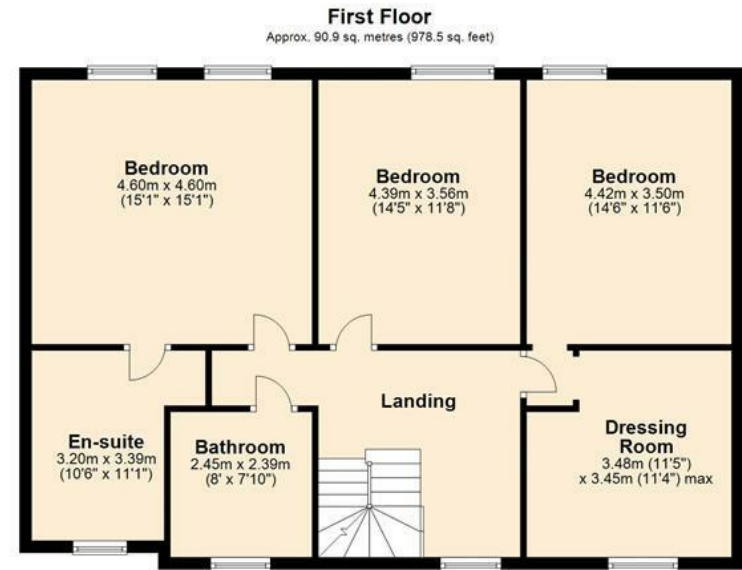 First Floor
Approx. 90.9 sq. metres (978.5 sq. feet)
Bedroom
4.60m x 4.60m
(15'1" x 15'1")
Bedroom
4.39m x 3.56m
(14'5" x 11'8")
Bedroom
4.42m x 3.50m
(14'6" x 11'6")
Landing
En-suite
3.20m x 3.39m
(10'6" x 11'1")
Bathroom
2.45m x 2.39m
(8' x 7'10")
Dressing
Room
3.48m (11'5")
x 3.45m (11'4") max